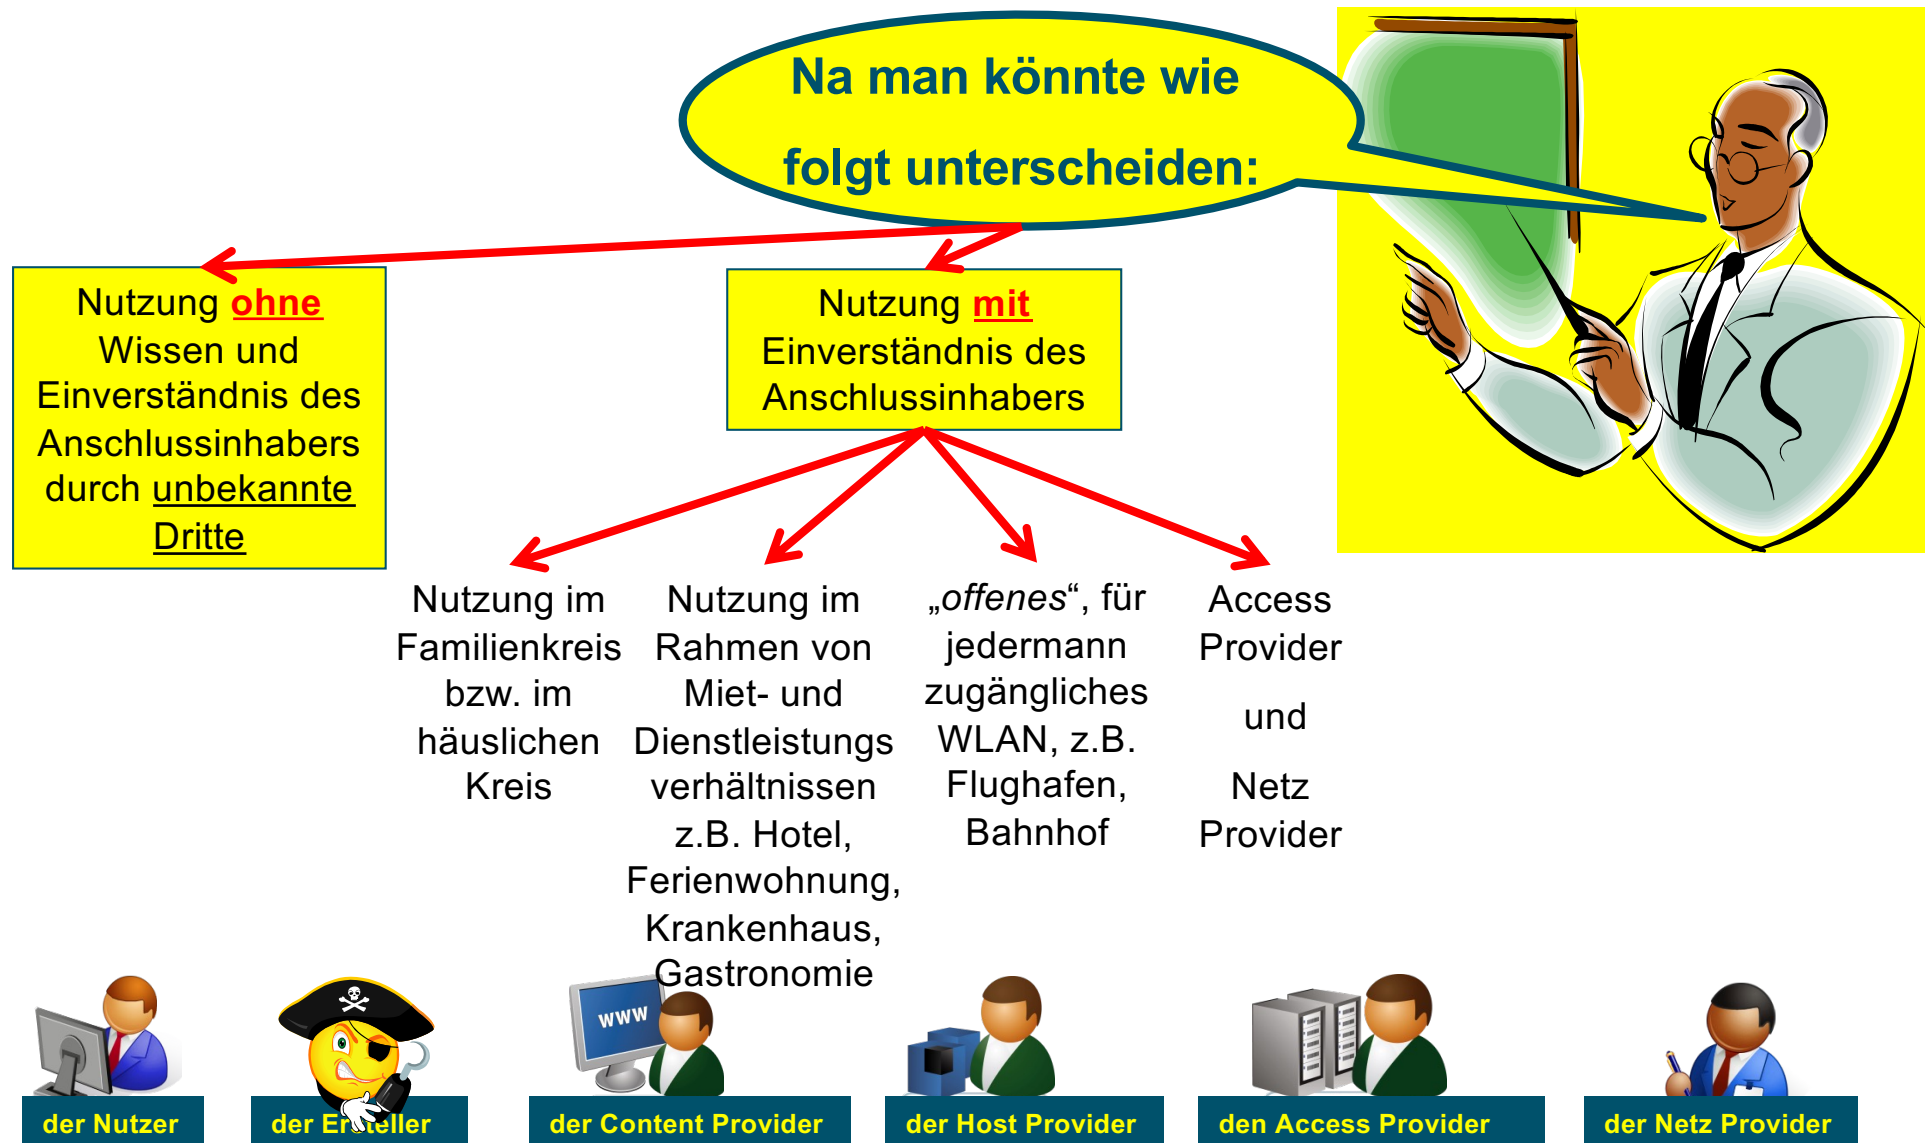 Na man könnte wie
folgt unterscheiden:
Nutzung ohne
Wissen und
Einverständnis des
Anschlussinhabers
durch unbekannte
Dritte
Nutzung mit
Einverständnis des
Anschlussinhabers
Nutzung im
Familienkreis
bzw. im
häuslichen
Kreis
Nutzung im
Rahmen von
Miet- und
Dienstleistungs
verhältnissen
z.B. Hotel,
Ferienwohnung,
Krankenhaus,
Gastronomie
„offenes“, für
jedermann
zugängliches
WLAN, z.B.
Flughafen,
Bahnhof
Access
Provider
und
Netz
Provider
www
der Nutzer
der Ersteller
der Content Provider
der Host Provider
den Access Provider
der Netz Provider